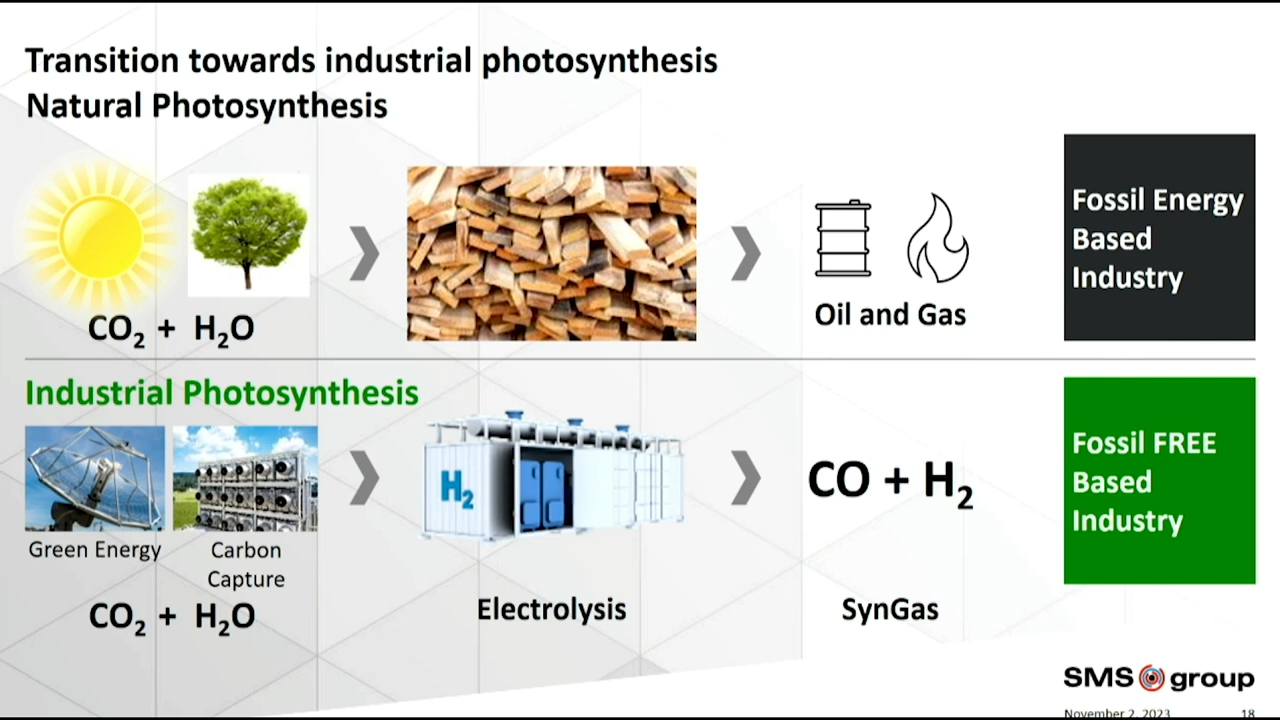 Transition towards industrial photosynthesis
Natural Photosynthesis
CO₂ + H₂O
Oil and Gas
Fossil Energy
Based
Industry
Industrial Photosynthesis
Green Energy
Carbon
Capture
CO₂ + H₂O
H₂
Electrolysis
CO + H₂
SynGas
Fossil FREE
Based
Industry
SMS group
November 2, 2023
18